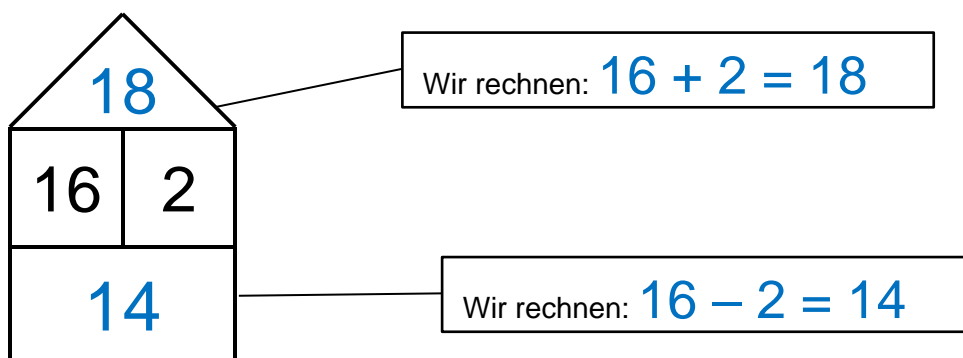 18
Wir rechnen: 16 + 2 = 18
16 2
14
Wir rechnen: 16 – 2 = 14